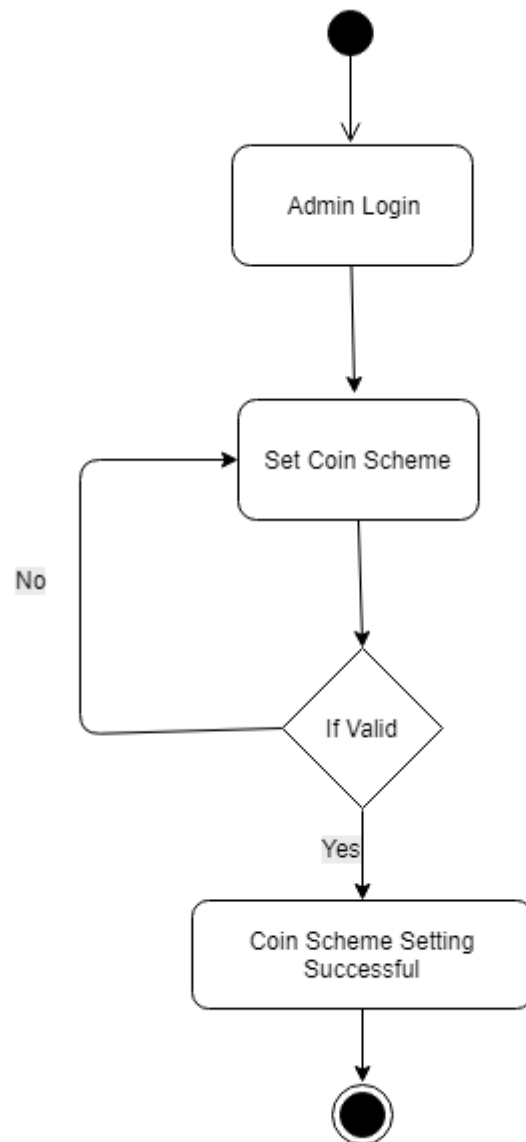 Admin Login
Set Coin Scheme
No
If Valid
Yes
Coin Scheme Setting
Successful